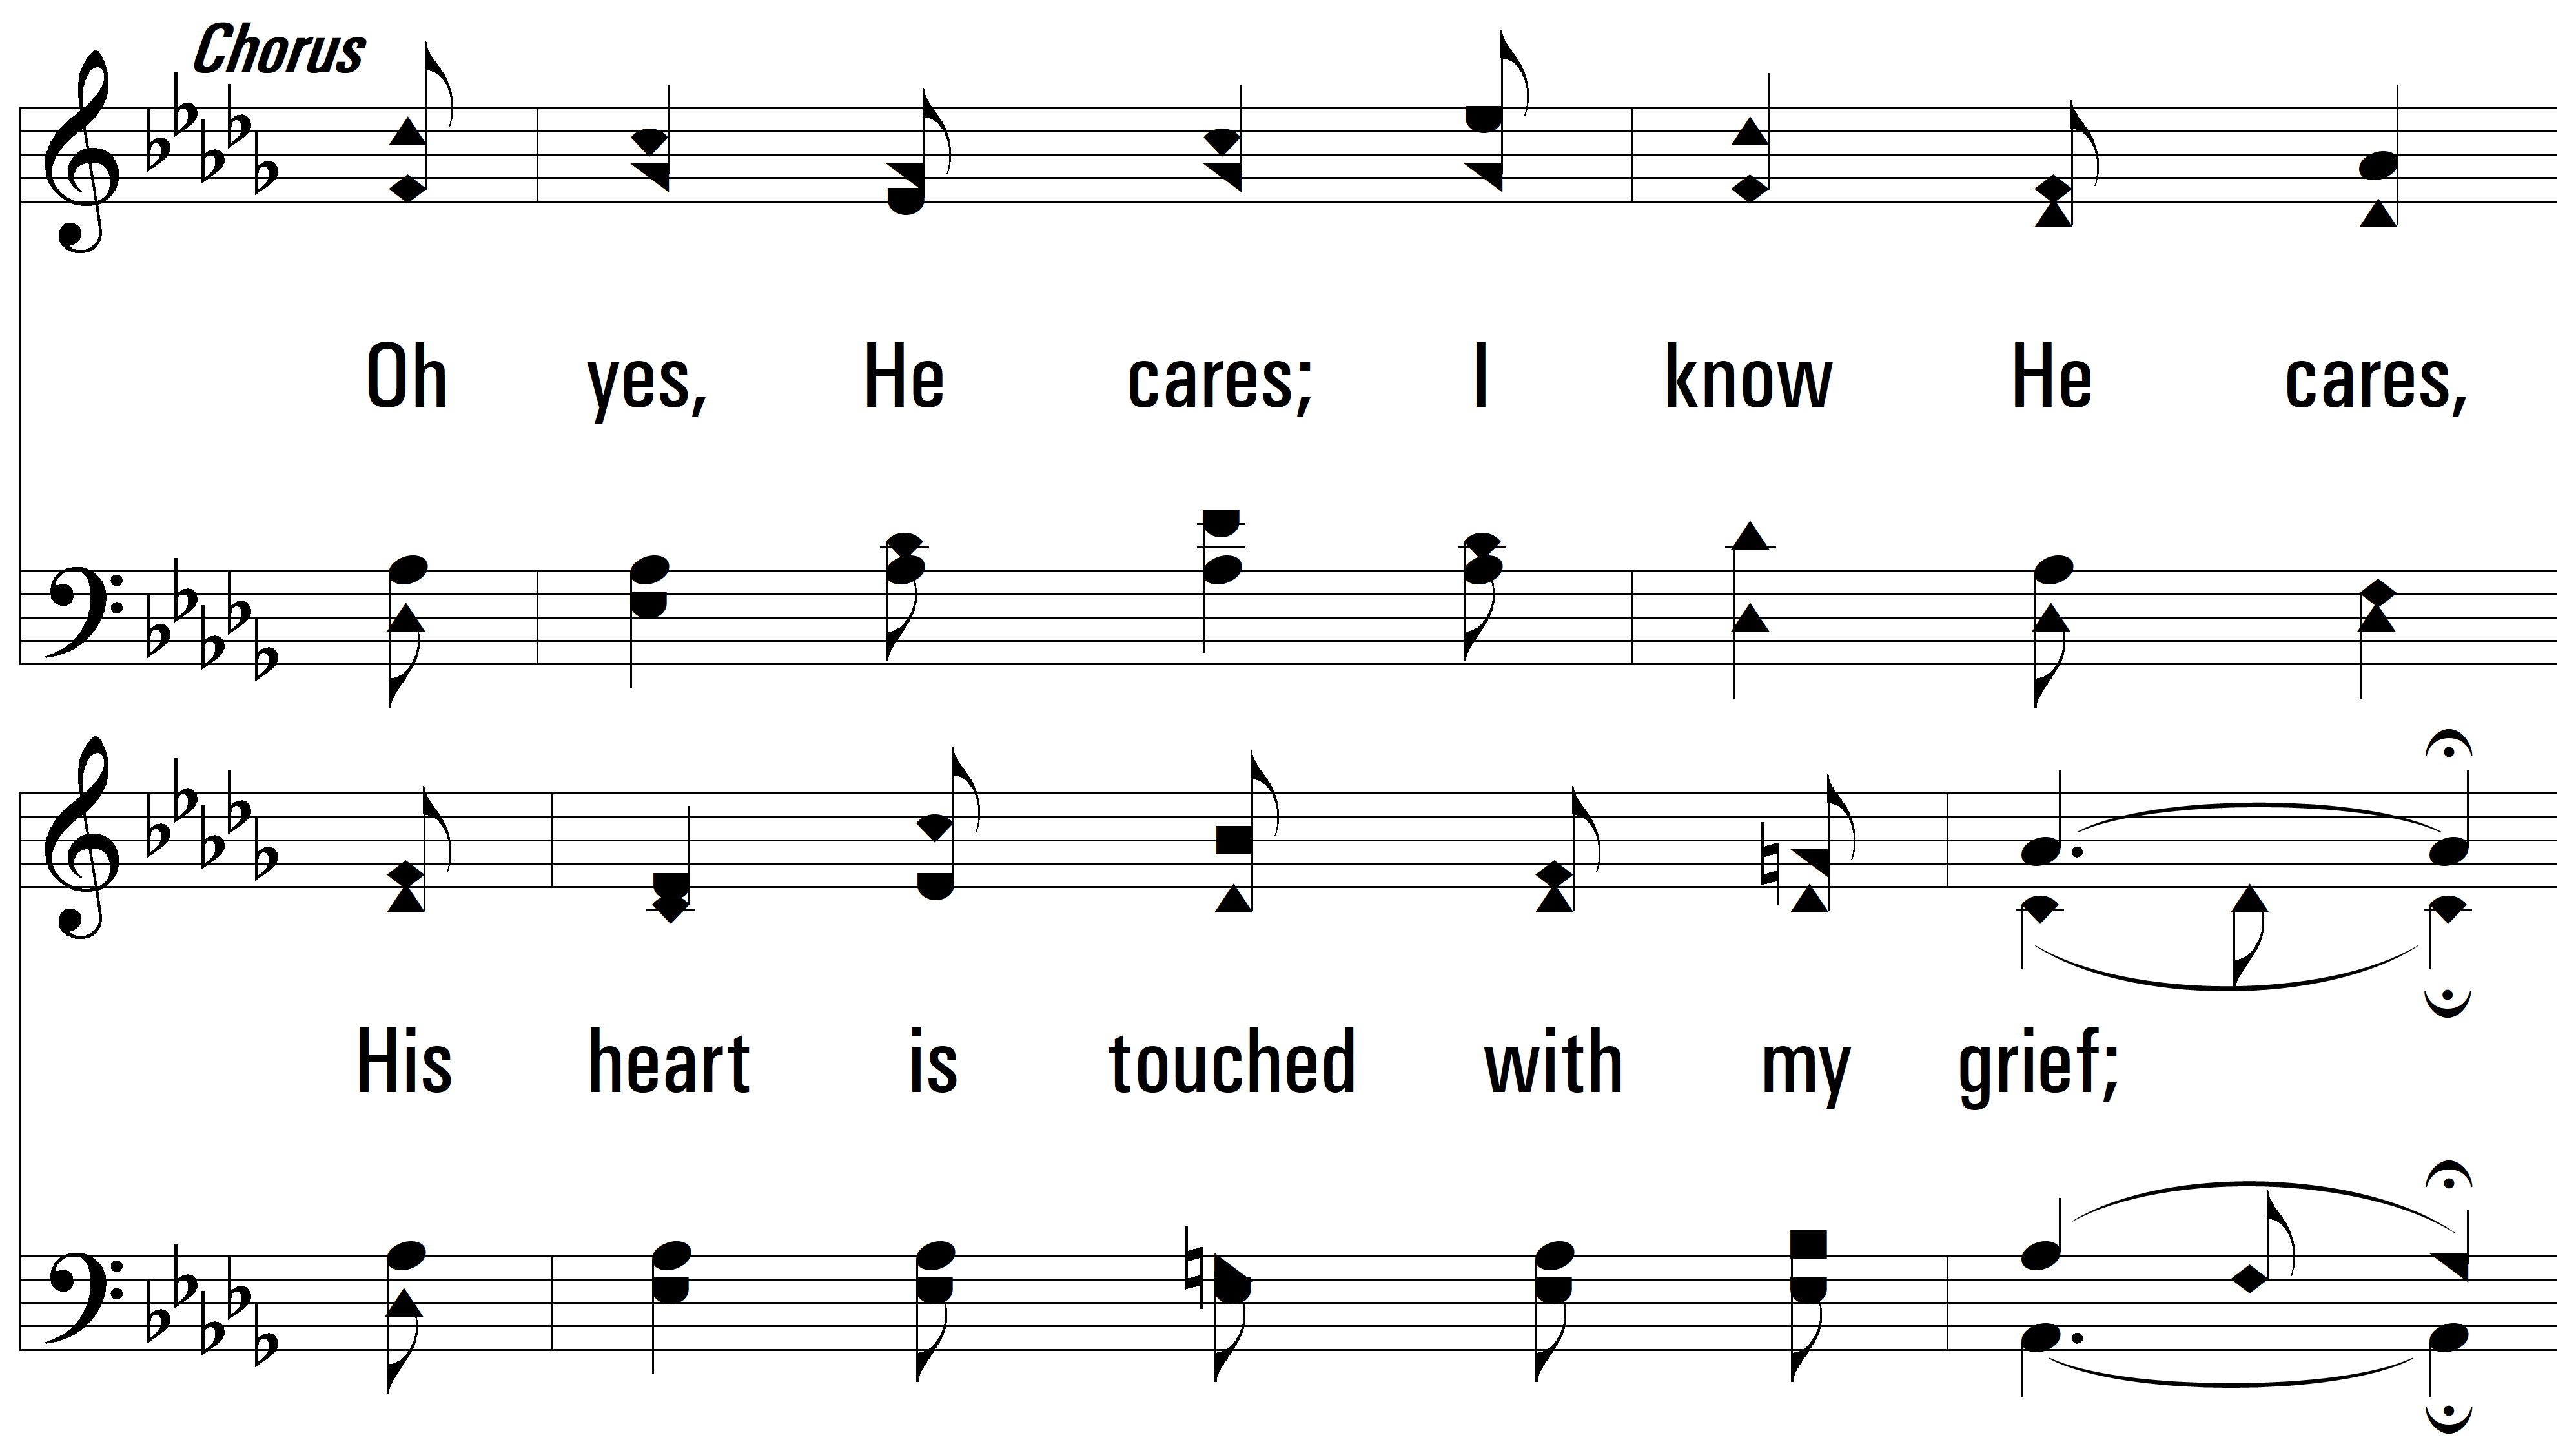 Chorus
Oh yes, He cares; I know He cares,
His heart is touched with my grief;